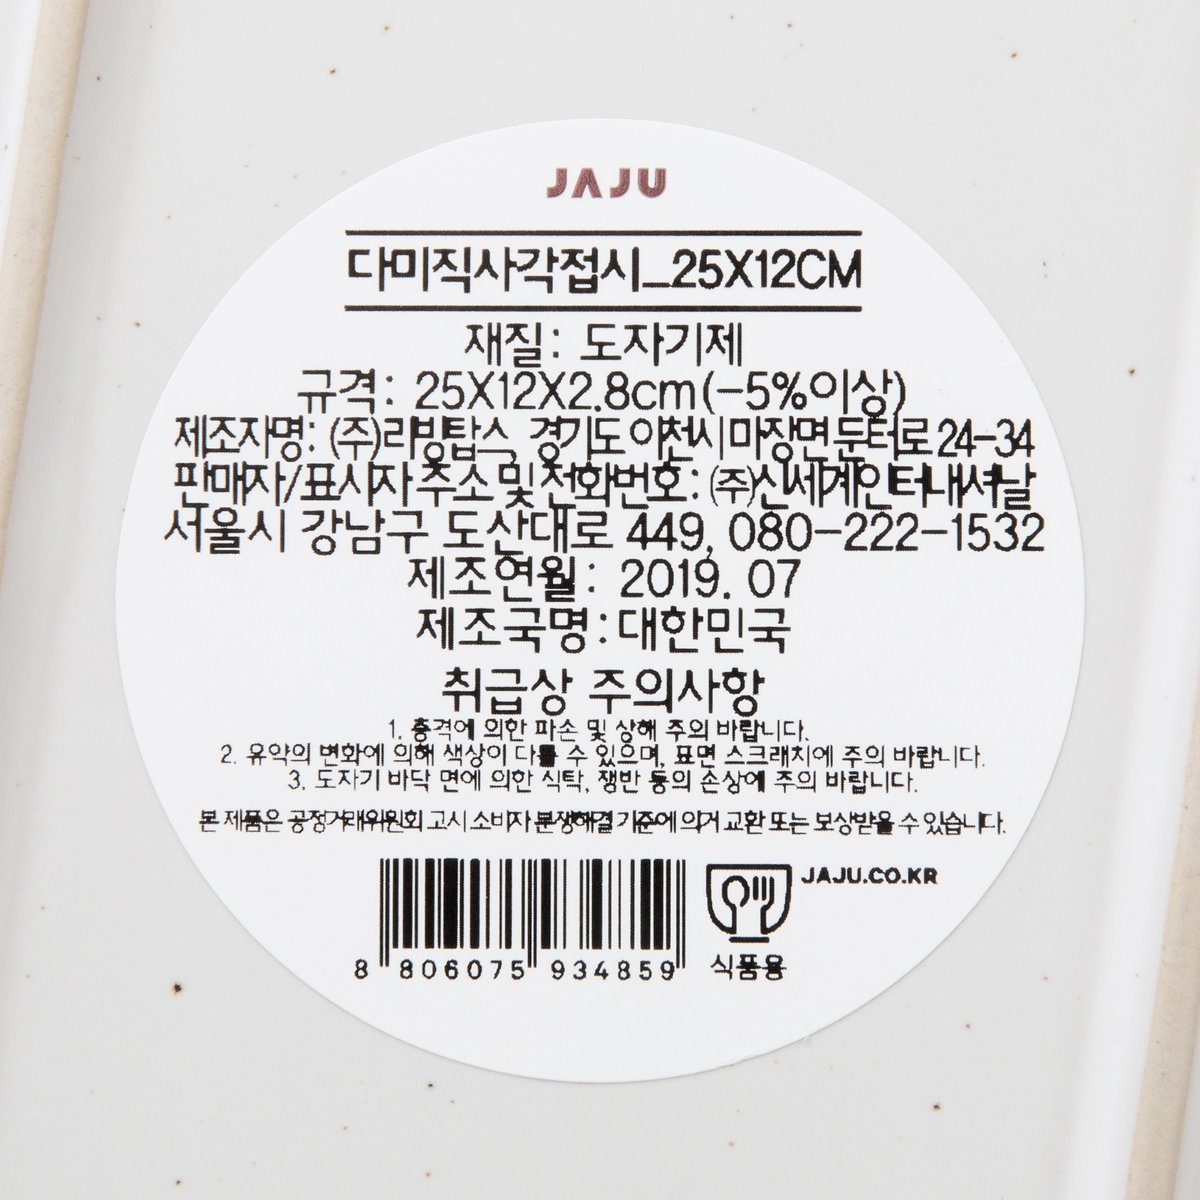 JAJU
다미직사각접시_25X12CM
재질: 도자기제
규격: 25X12X2.8cm(-5%이상)
제조자명: (주)리빙탑스, 경기도 이천시 마장면 둔터로 24-34
판매자/표시자 주소 및 전화번호: (주)신세계인터내셔날
서울시 강남구 도산대로 449, 080-222-1532
제조연월: 2019. 07
제조국명:대한민국
취급상 주의사항
1. 충격에 의한 파손 및 상해 주의 바랍니다.
2. 유약의 변화에 의해 색상이 다를 수 있으며, 표면 스크래치에 주의 바랍니다.
3. 도자기 바닥 면에 의한 식탁, 쟁반 등의 손상에 주의 바랍니다.
본 제품은 공정거래위원회 고시 소비자 분쟁해결 기준에 의거 교환 또는 보상받을 수 있습니다.
JAJU.CO.KR
8 806075 934859
식품용